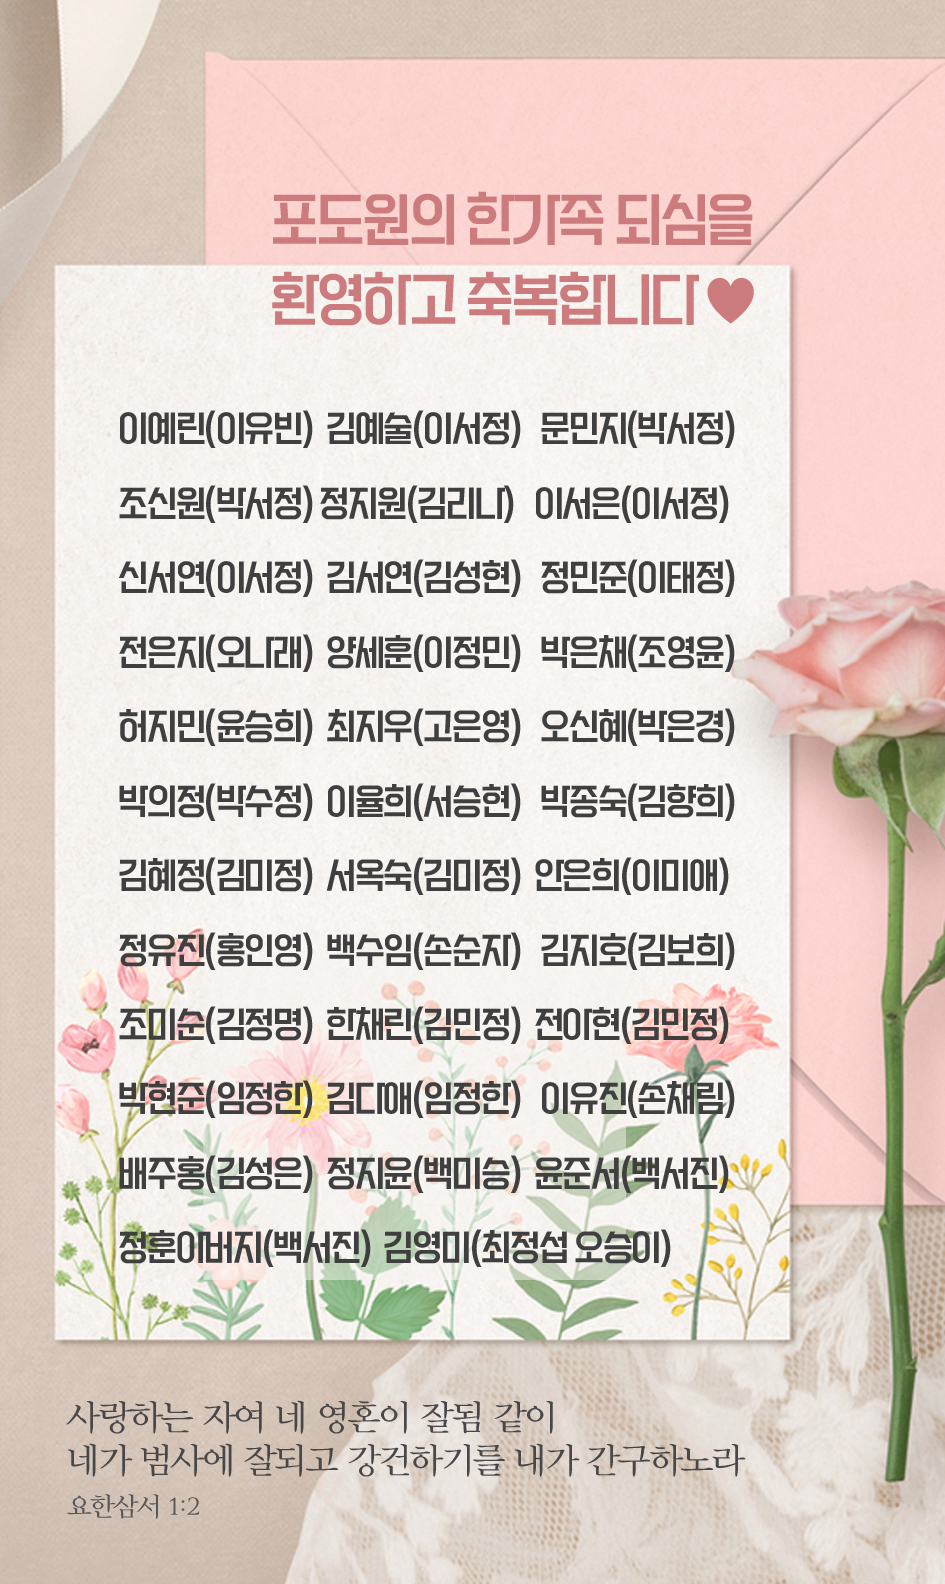 포도원의 한가족 되심을
환영하고 축복합니다♥
이예린(이유빈) 김예술(이서정) 문민지(박서정)
조신원(박서정) 정지원(김리나) 이서은(이서정)
신서연(이서정) 김서연(김성현) 정민준(이태정)
전은지(오나래) 양세훈(이정민) 박은채(조영윤)
허지민(윤승희) 최지우(고은영) 오신혜(박은경)
박의정(박수정) 이율희(서승현) 박종숙(김향희)
김혜정(김미정) 서옥숙(김미정) 안은희(이미애)
정유진(홍인영) 백수임(손순자) 김지호(김보희)
조미순(김정명) 한채린(김민정) 전아현(김민정)
박현준(임정한) 김다애(임정한) 이유진(손채림)
배주홍(김성은) 정지윤(백미승) 윤준서(백서진)
정훈아버지(백서진) 김영미(최정섭 오승이)
사랑하는 자여 네 영혼이 잘됨 같이
네가 범사에 잘되고 강건하기를 내가 간구하노라
요한삼서 1:2